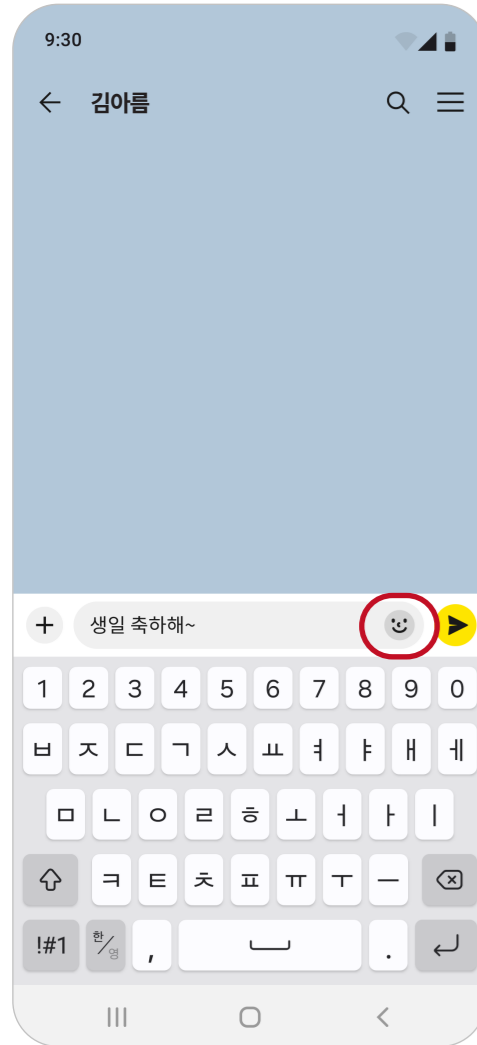 9:30
김아름
생일 축하해~
1 2 3 4 5 6 7 8 9 0
ㅂ ㅈ ㄷ ㄱ ㅅ ㅛ ㅕ ㅑ ㅐ ㅔ
ㅁ ㄴ ㅇ ㄹ ㅎ ㅗ ㅓ ㅏ ㅣ
ㅋ ㅌ ㅊ ㅍ ㅠ ㅜ ㅡ
!#1 한/영 , .